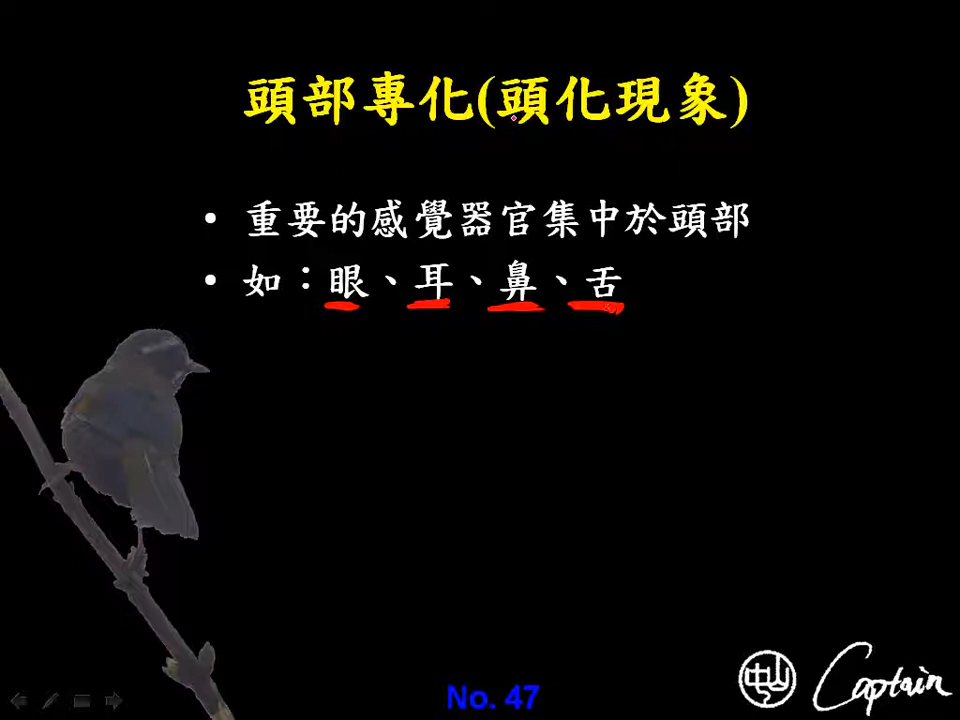 頭部專化(頭化現象)
• 重要的感覺器官集中於頭部
• 如：眼、耳、鼻、舌
No. 47
Captain